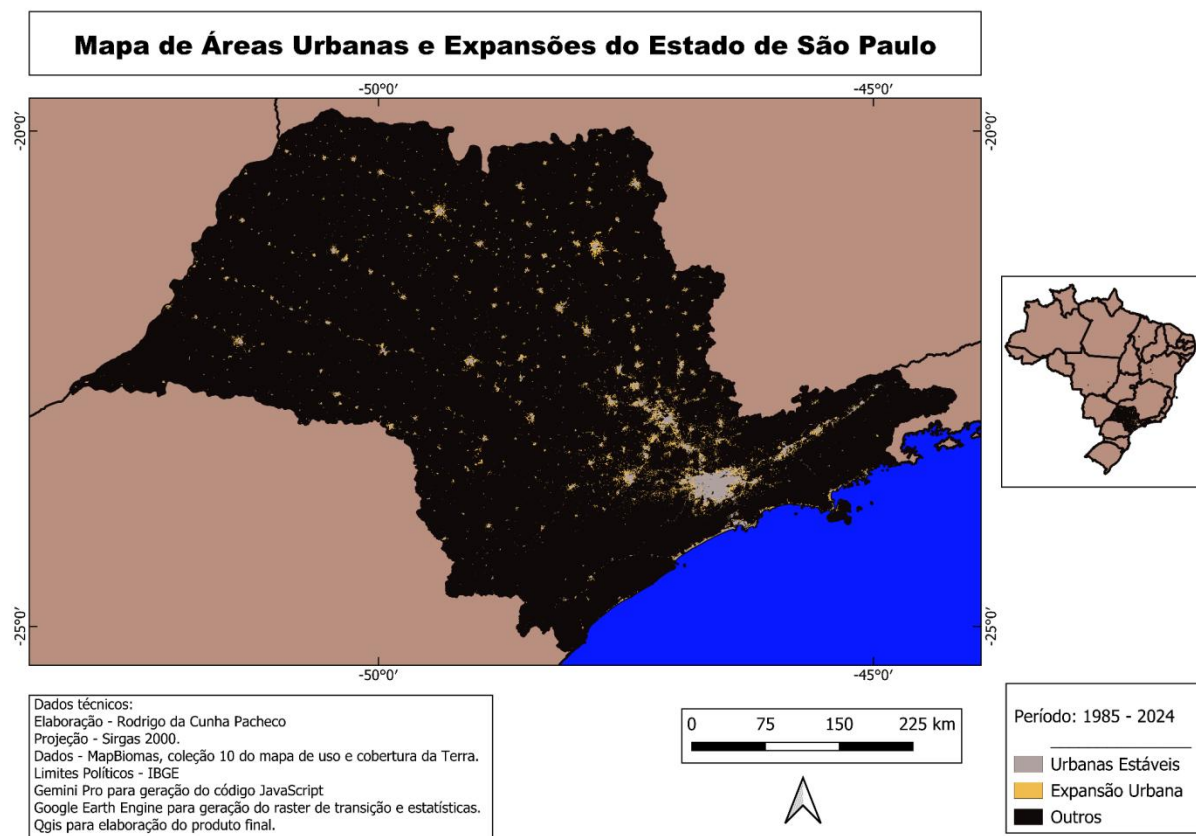 Mapa de Áreas Urbanas e Expansões do Estado de São Paulo
-50°0′
-45°0′
-20°0′
-20°0′
-25°0′
-25°0′
-50°0′
-45°0′
Dados técnicos:
Elaboração - Rodrigo da Cunha Pacheco
Projeção - Sirgas 2000.
Dados - MapBiomas, coleção 10 do mapa de uso e cobertura da Terra.
Limites Políticos - IBGE
Gemini Pro para geração do código JavaScript
Google Earth Engine para geração do raster de transição e estatísticas.
Qgis para elaboração do produto final.
0 75 150 225 km
Período: 1985 - 2024
Urbanas Estáveis
Expansão Urbana
Outros